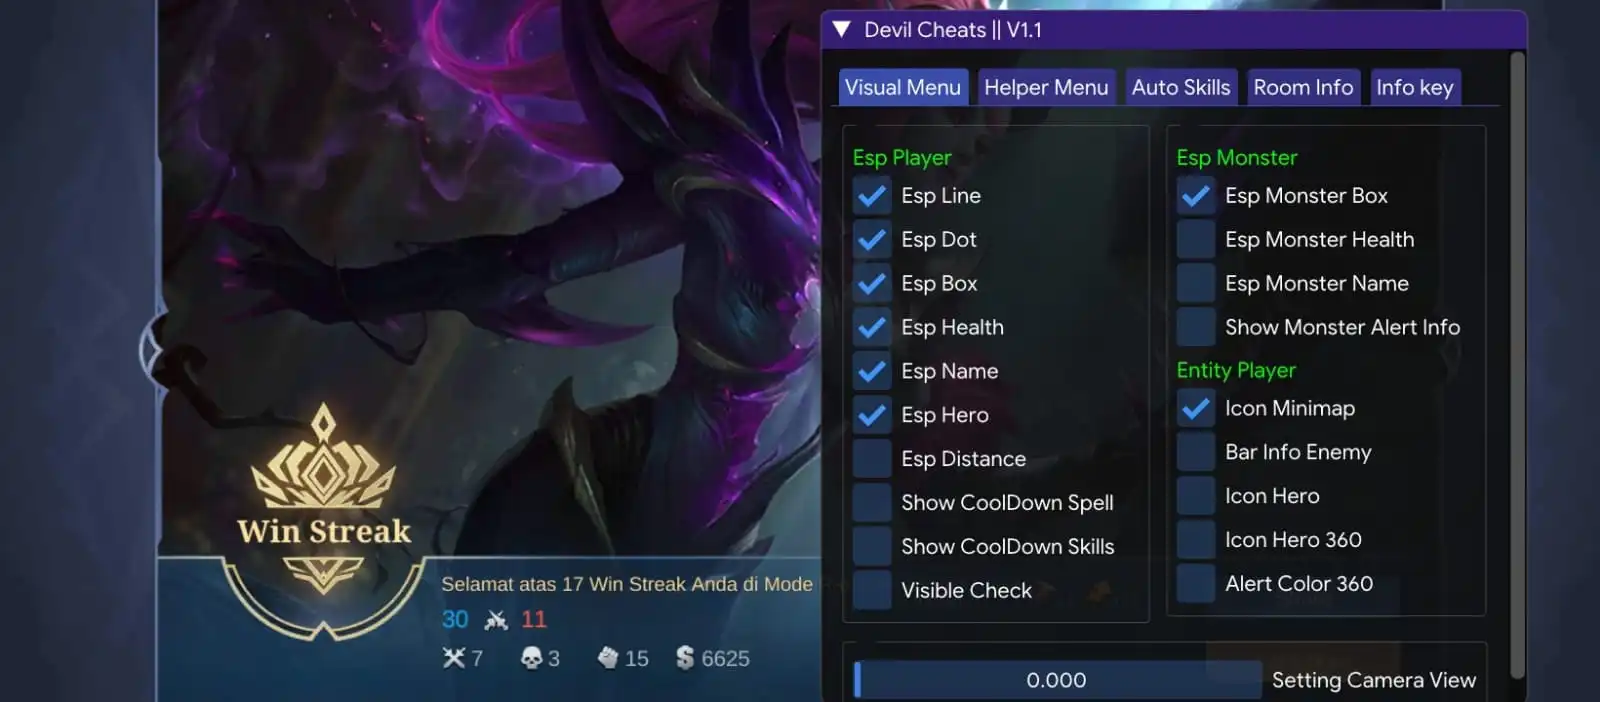 Devil Cheats || V1.1
Visual Menu
Helper Menu
Auto Skills
Room Info
Info key
Esp Player
Esp Line
Esp Dot
Esp Box
Esp Health
Esp Name
Esp Hero
Esp Distance
Show CoolDown Spell
Show CoolDown Skills
Visible Check
Esp Monster
Esp Monster Box
Esp Monster Health
Esp Monster Name
Show Monster Alert Info
Entity Player
Icon Minimap
Bar Info Enemy
Icon Hero
Icon Hero 360
Alert Color 360
0.000 Setting Camera View
Win Streak
Selamat atas 17 Win Streak Anda di Mode
30 11
7 3 15 6625